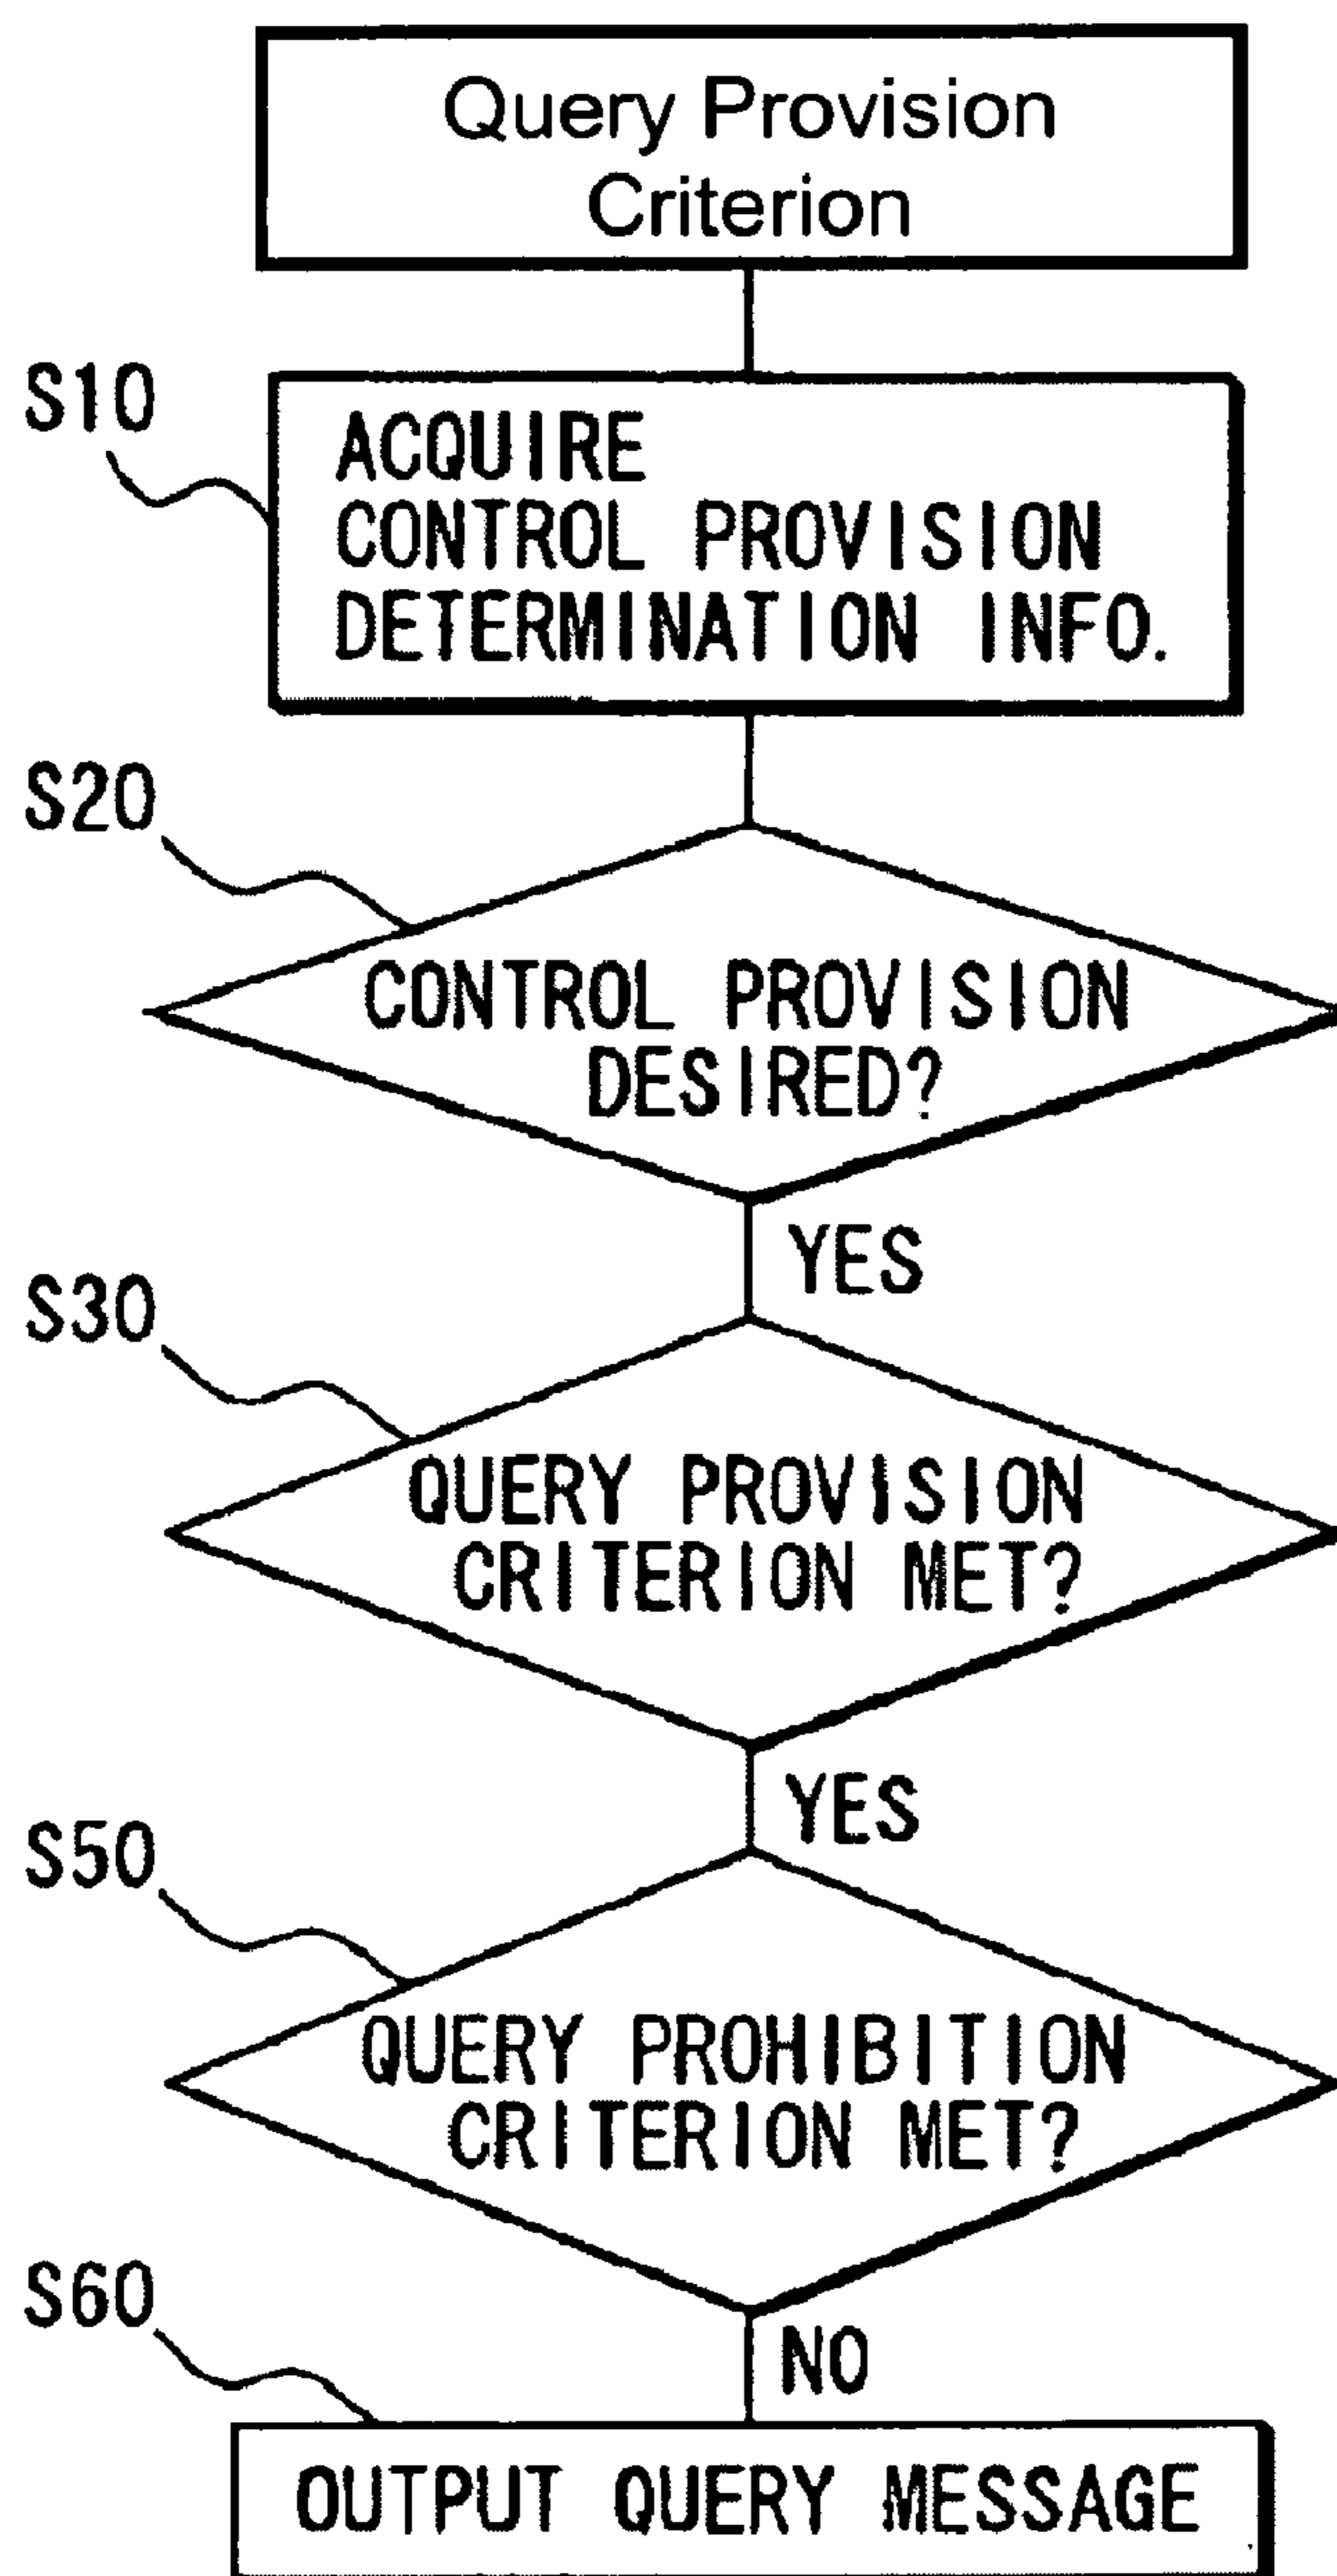 Query Provision
Criterion
S10
ACQUIRE
CONTROL PROVISION
DETERMINATION INFO.
S20
CONTROL PROVISION
DESIRED?
YES
S30
QUERY PROVISION
CRITERION MET?
YES
S50
QUERY PROHIBITION
CRITERION MET?
NO
S60
OUTPUT QUERY MESSAGE